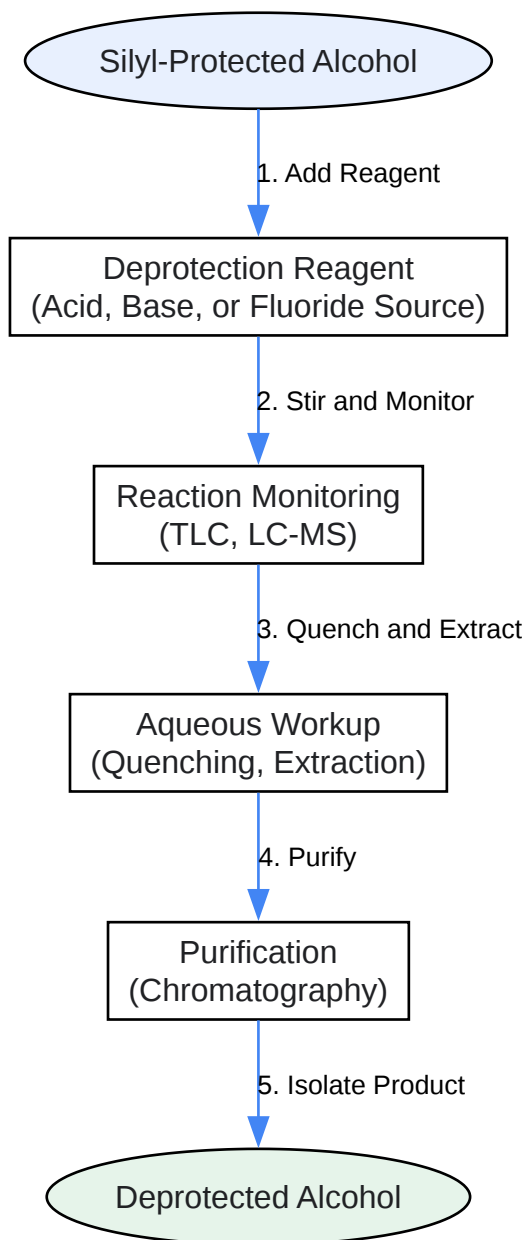 Silyl-Protected Alcohol
1. Add Reagent
Deprotection Reagent
(Acid, Base, or Fluoride Source)
2. Stir and Monitor
Reaction Monitoring
(TLC, LC-MS)
3. Quench and Extract
Aqueous Workup
(Quenching, Extraction)
4. Purify
Purification
(Chromatography)
5. Isolate Product
Deprotected Alcohol